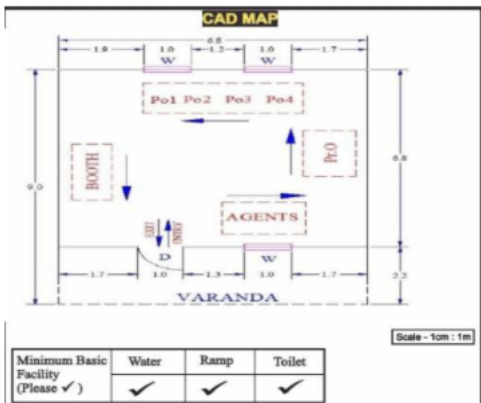 CAD MAP
6.8
1.9 1.0 1.2 1.0 1.7
W W
Po1 Po2 Po3 Po4
9.0
BOOTH
Pr.O
6.8
AGENTS
EXIT ENTRY
D
W
1.7 1.0 1.3 1.0 1.7
2.2
VARANDA
Scale - 1cm : 1m
Minimum Basic Facility (Please ✓) Water Ramp Toilet
✓ ✓ ✓